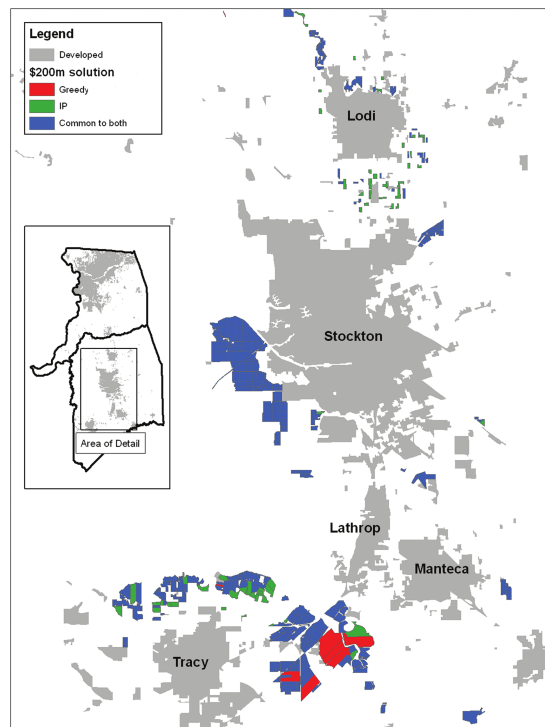 Legend
Developed
$200m solution
Greedy
IP
Common to both
Lodi
Stockton
Area of Detail
Lathrop
Manteca
Tracy